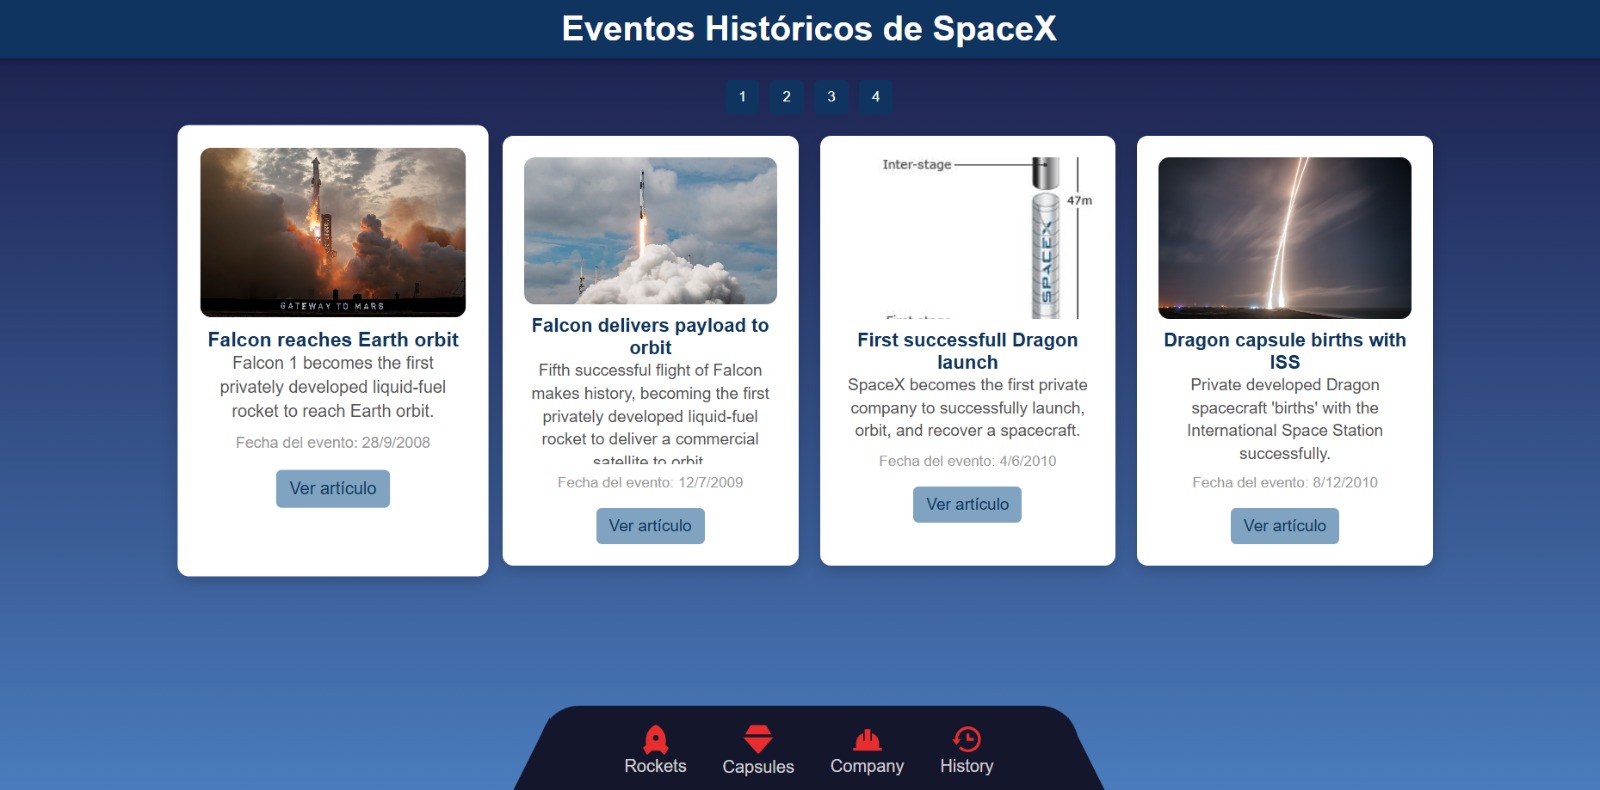 Eventos Históricos de SpaceX
1 2 3 4
GATEWAY TO MARS
Falcon reaches Earth orbit
Falcon 1 becomes the first
privately developed liquid-fuel
rocket to reach Earth orbit.
Fecha del evento: 28/9/2008
Ver artículo
Falcon delivers payload to
orbit
Fifth successful flight of Falcon
makes history, becoming the first
privately developed liquid-fuel
rocket to deliver a commercial
satellite to orbit
Fecha del evento: 12/7/2009
Ver artículo
Inter-stage
47m
SPACEX
First stage
First successfull Dragon
launch
SpaceX becomes the first private
company to successfully launch,
orbit, and recover a spacecraft.
Fecha del evento: 4/6/2010
Ver artículo
Dragon capsule births with
ISS
Private developed Dragon
spacecraft 'births' with the
International Space Station
successfully.
Fecha del evento: 8/12/2010
Ver artículo
Rockets
Capsules
Company
History